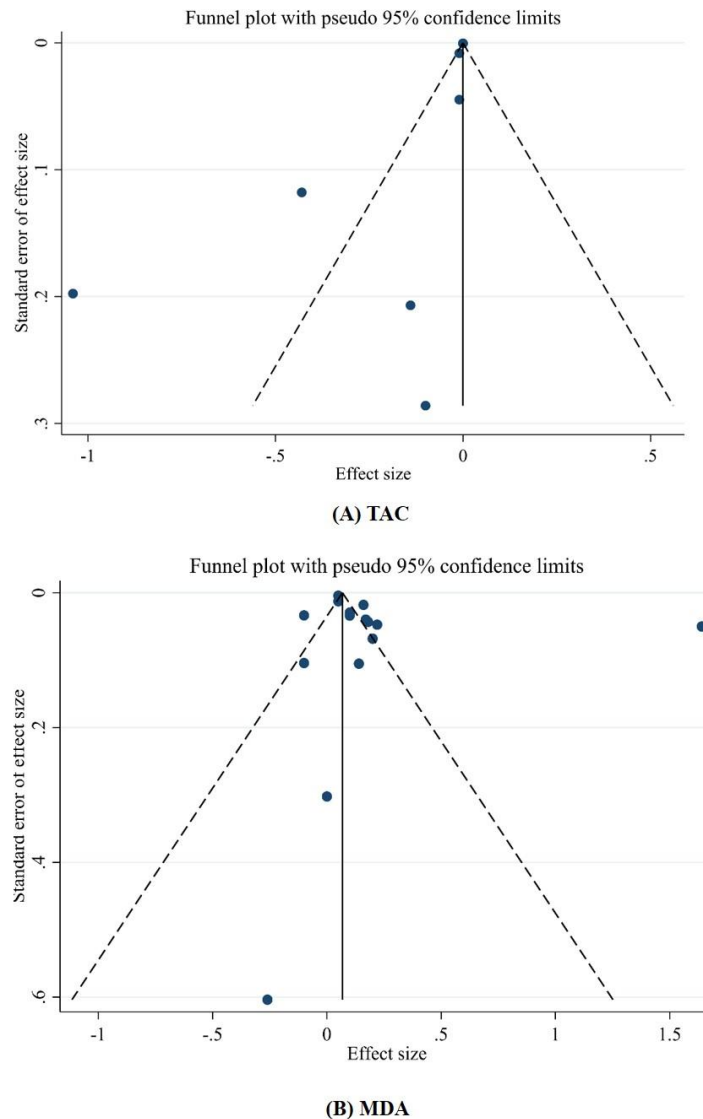 Funnel plot with pseudo 95% confidence limits
Standard error of effect size
0
.1
.2
.3
-1
-.5
0
.5
Effect size
(A) TAC
Funnel plot with pseudo 95% confidence limits
Standard error of effect size
0
.2
.4
.6
-1
-.5
0
.5
1
1.5
Effect size
(B) MDA